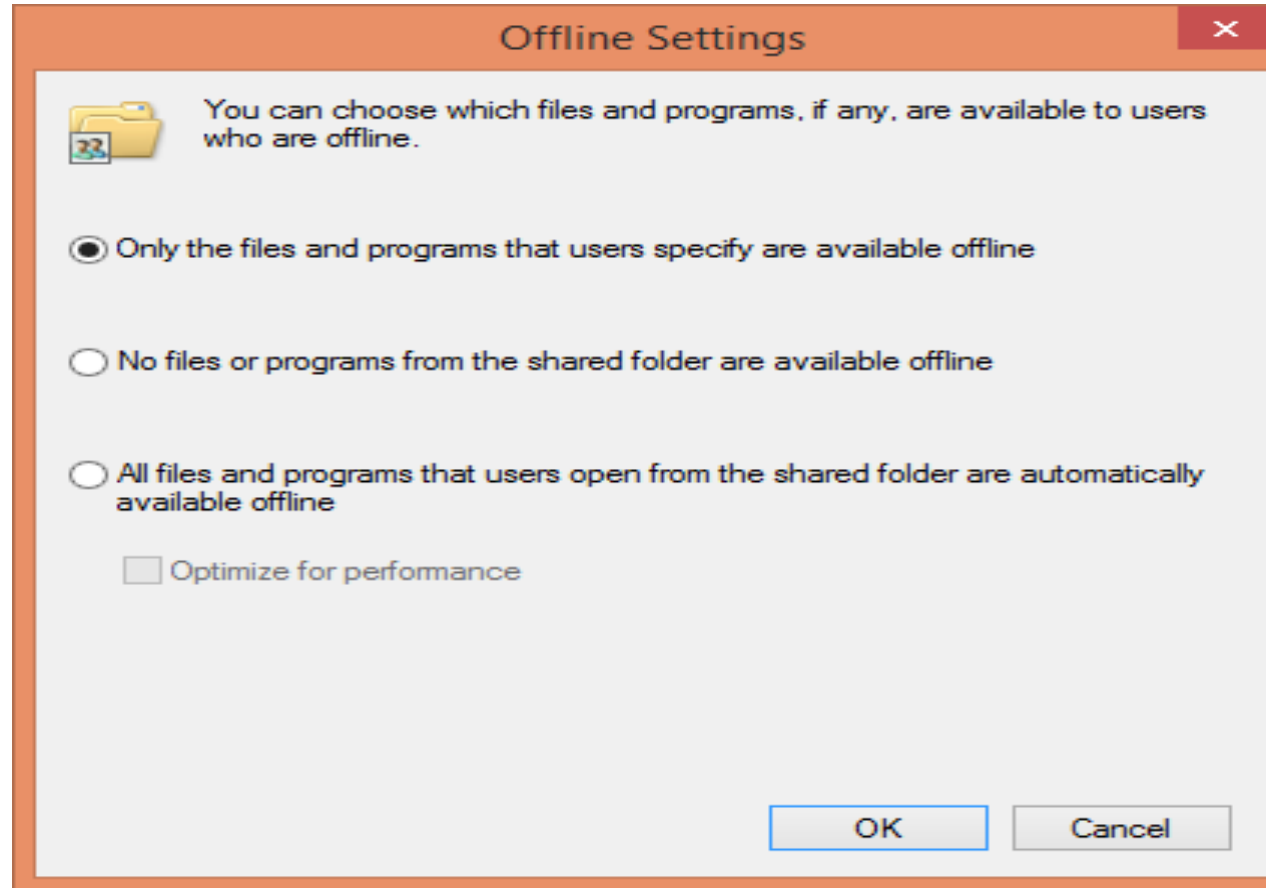 Offline Settings
You can choose which files and programs, if any, are available to users
who are offline.
Only the files and programs that users specify are available offline
No files or programs from the shared folder are available offline
All files and programs that users open from the shared folder are automatically
available offline
Optimize for performance
OK
Cancel